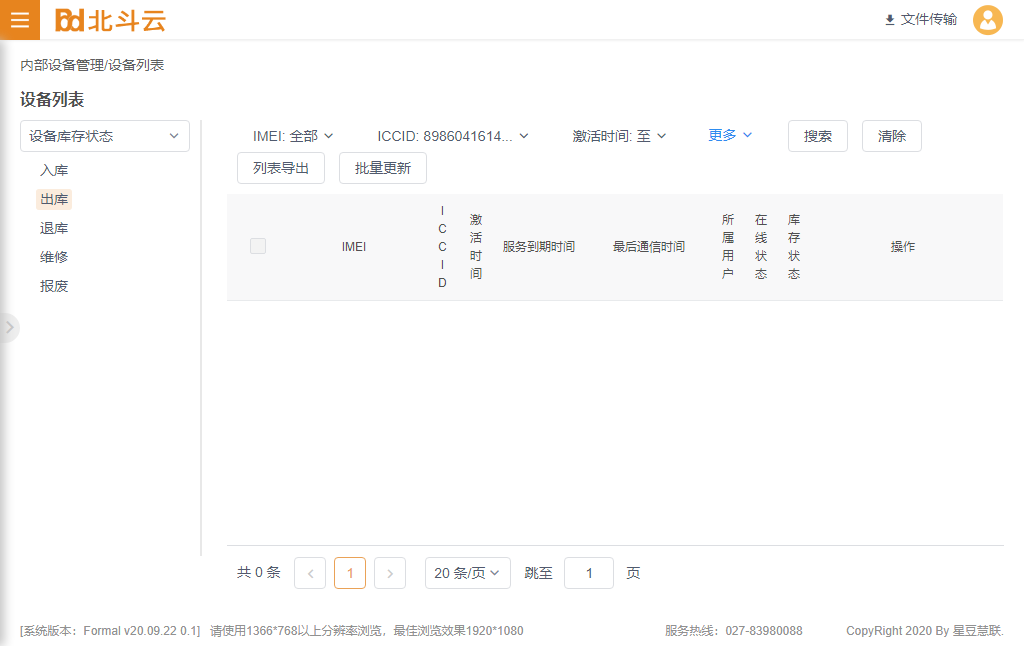 北斗云 文件传输
内部设备管理/设备列表
设备列表
设备库存状态
入库
出库
退库
维修
报废
IMEI: 全部 ICCID: 8986041614... 激活时间: 至 更多 搜索 清除
列表导出 批量更新
IMEI ICCID 激活时间 服务到期时间 最后通信时间 所属用户 在线状态 库存状态 操作
共 0 条 1 20 条/页 跳至 1 页
[系统版本：Formal v20.09.22 0.1] 请使用1366*768以上分辨率浏览，最佳浏览效果1920*1080 服务热线：027-83980088 CopyRight 2020 By 星豆慧联.